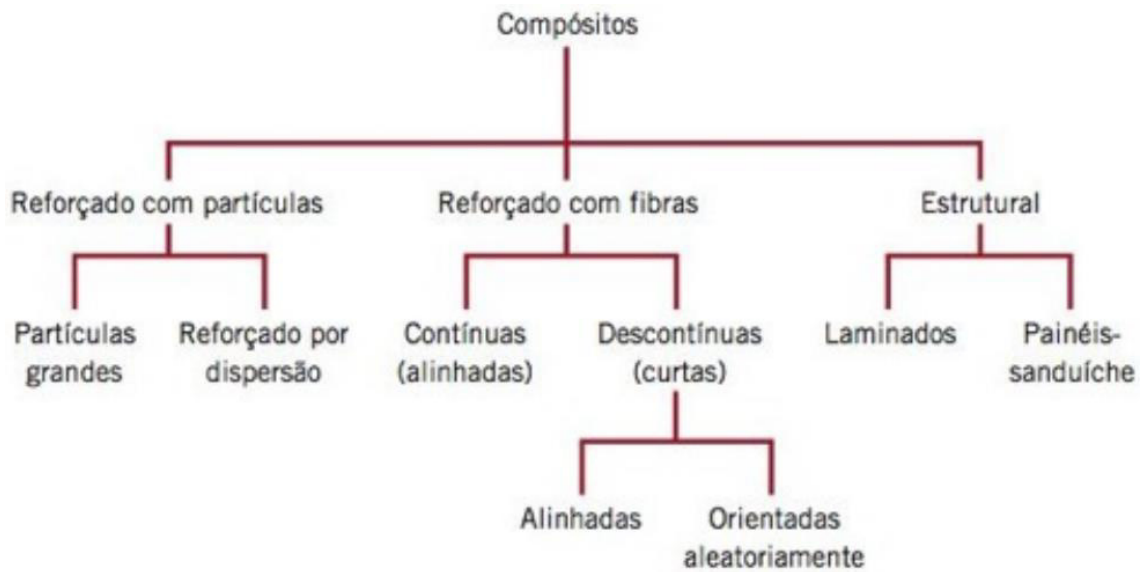 Compósitos
Reforçado com partículas
Reforçado com fibras
Estrutural
Partículas
grandes
Reforçado por
dispersão
Contínuas
(alinhadas)
Descontínuas
(curtas)
Laminados
Painéis-
sanduíche
Alinhadas
Orientadas
aleatoriamente